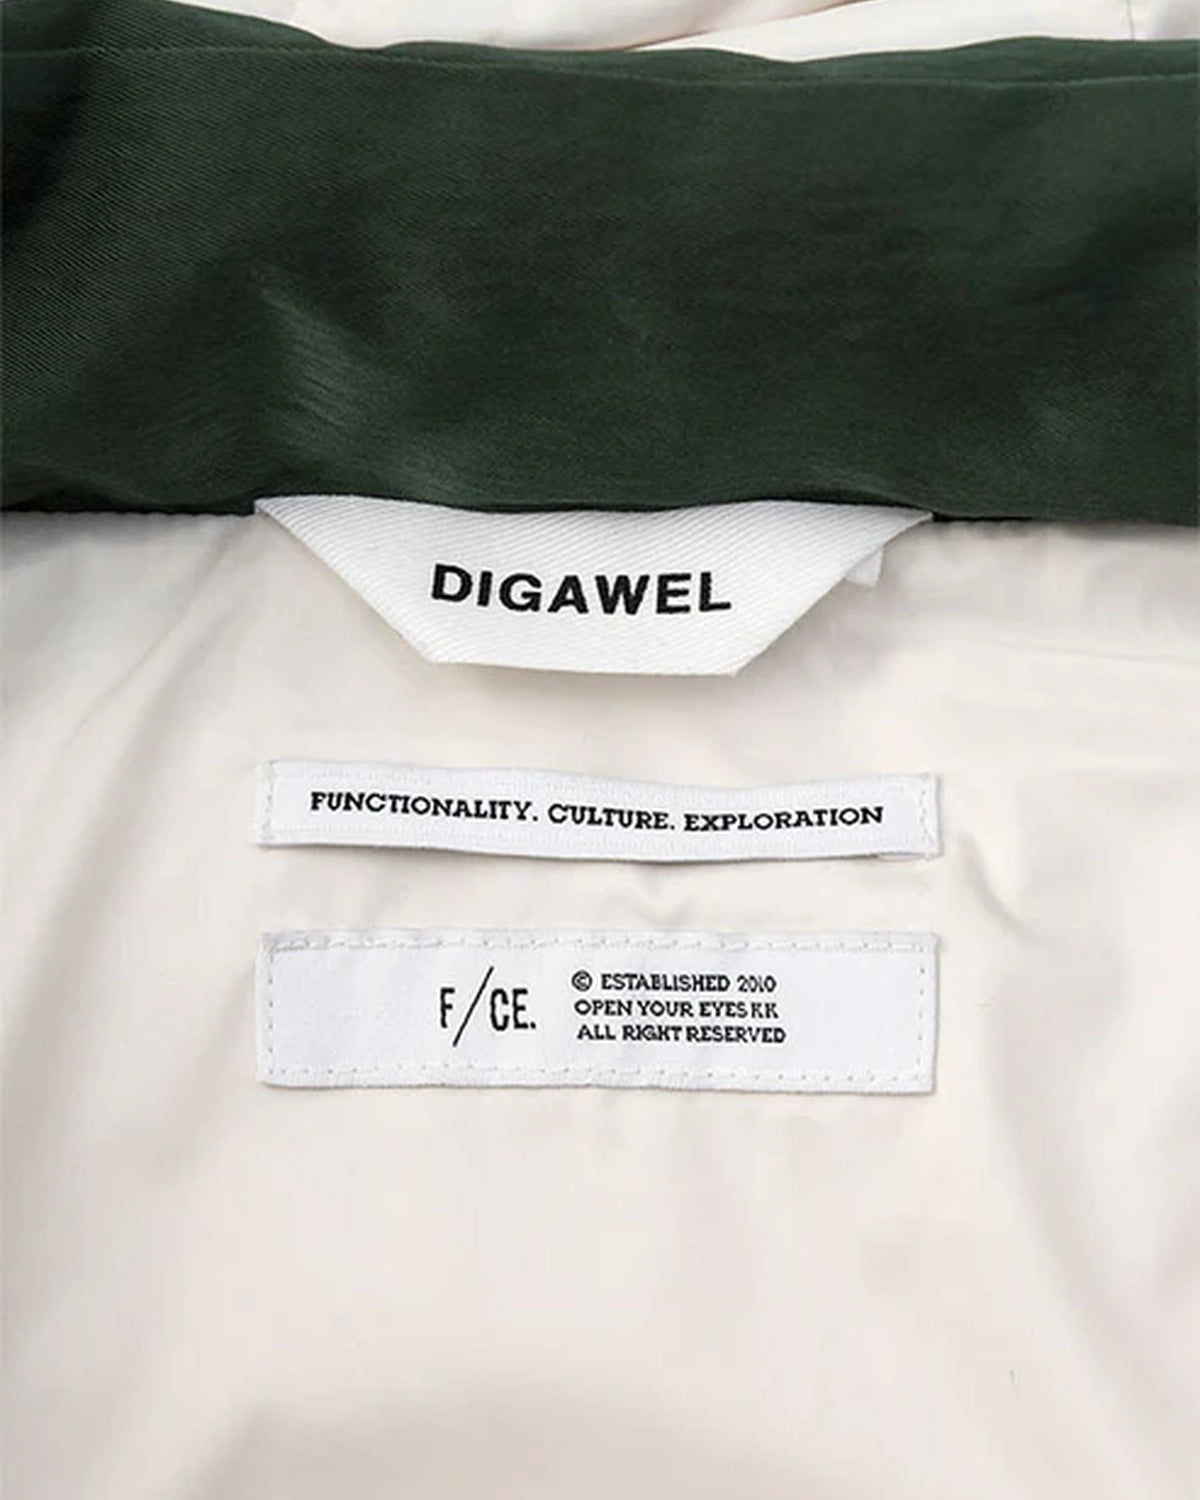 DIGAWEL
FUNCTIONALITY. CULTURE. EXPLORATION
F/CE.
© ESTABLISHED 2010
OPEN YOUR EYES KK
ALL RIGHT RESERVED